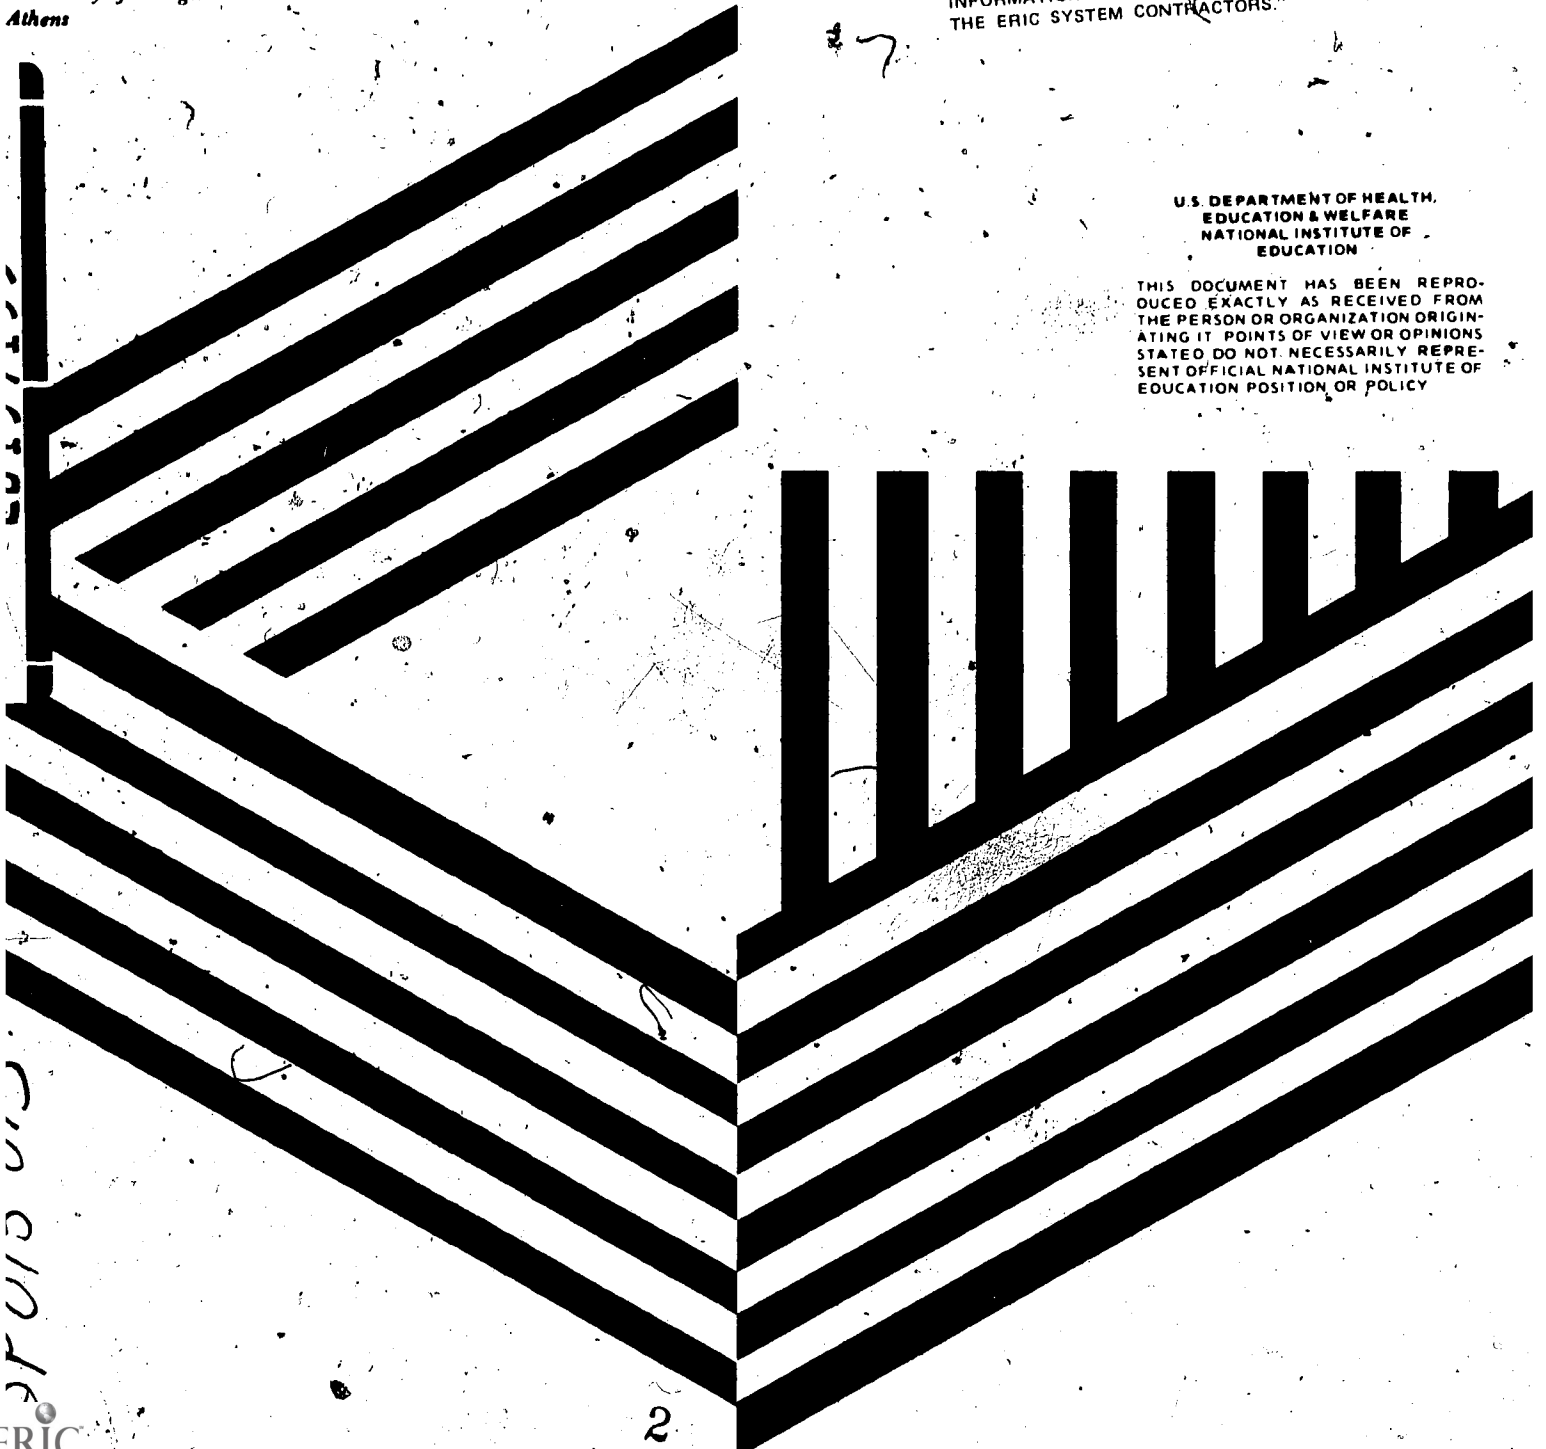 Athens
THE ERIC SYSTEM CONTRACTORS."
U.S. DEPARTMENT OF HEALTH,
EDUCATION & WELFARE
NATIONAL INSTITUTE OF
EDUCATION
THIS DOCUMENT HAS BEEN REPRO-
DUCED EXACTLY AS RECEIVED FROM
THE PERSON OR ORGANIZATION ORIGIN-
ATING IT POINTS OF VIEW OR OPINIONS
STATED DO NOT NECESSARILY REPRE-
SENT OFFICIAL NATIONAL INSTITUTE OF
EDUCATION POSITION OR POLICY
2
ERIC